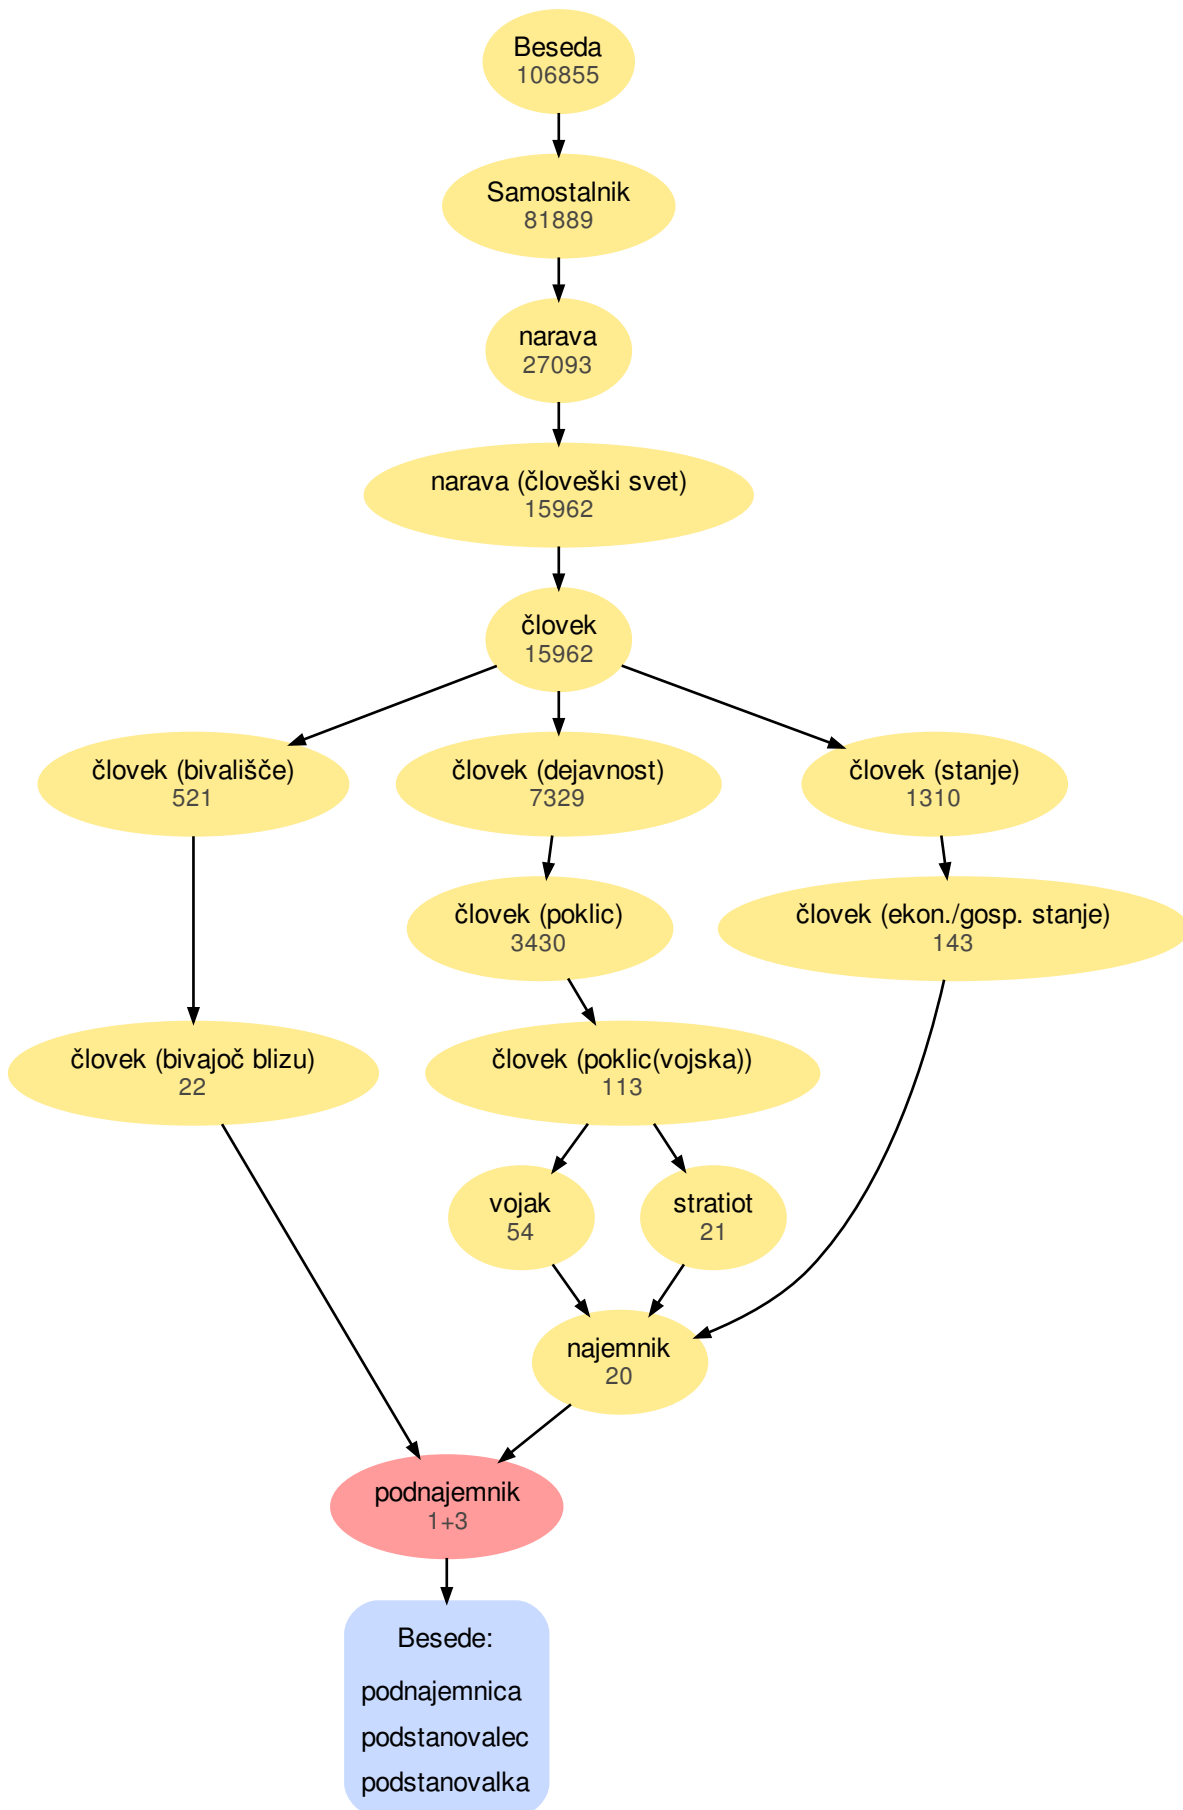 Beseda
106855
Samostalnik
81889
narava
27093
narava (človeški svet)
15962
človek
15962
človek (bivališče)
521
človek (dejavnost)
7329
človek (stanje)
1310
človek (poklic)
3430
človek (ekon./gosp. stanje)
143
človek (bivajoč blizu)
22
človek (poklic(vojska))
113
vojak
54
stratiot
21
najemnik
20
podnajemnik
1+3
Besede:
podnajemnica
podstanovalec
podstanovalka